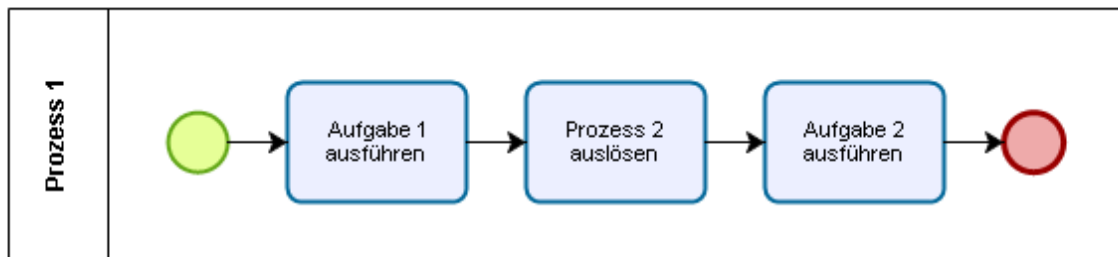 Prozess 1
Aufgabe 1
ausführen
Prozess 2
auslösen
Aufgabe 2
ausführen